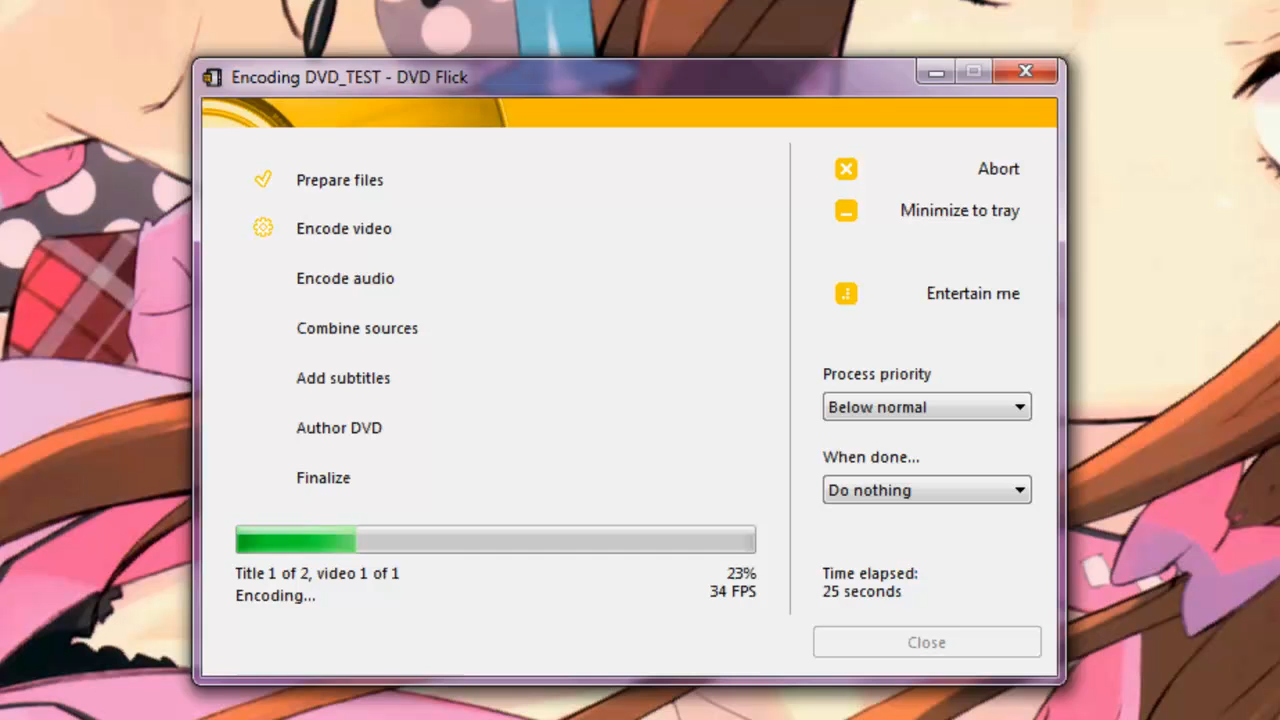 Encoding DVD_TEST - DVD Flick
Prepare files
Encode video
Encode audio
Combine sources
Add subtitles
Author DVD
Finalize
Title 1 of 2, video 1 of 1
23%
Encoding...
34 FPS
Abort
Minimize to tray
Entertain me
Process priority
Below normal
When done...
Do nothing
Time elapsed:
25 seconds
Close